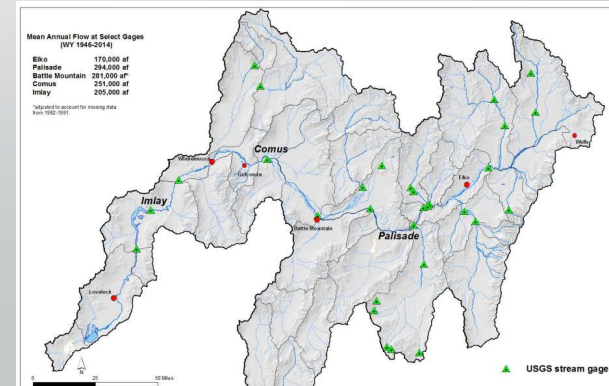 Mean Annual Flow at Select Gages
(WY 1946-2014)
Elko 170,000 af
Palisade 294,000 af
Battle Mountain 281,000 af*
Comus 251,000 af
Imlay 205,000 af
*adjusted to account for missing data
from 1982-1991.
Comus
Winnemucca
Golconda
Wells
Elko
Imlay
Battle Mountain
Palisade
Lovelock
N
0 25 50 Miles
USGS stream gage